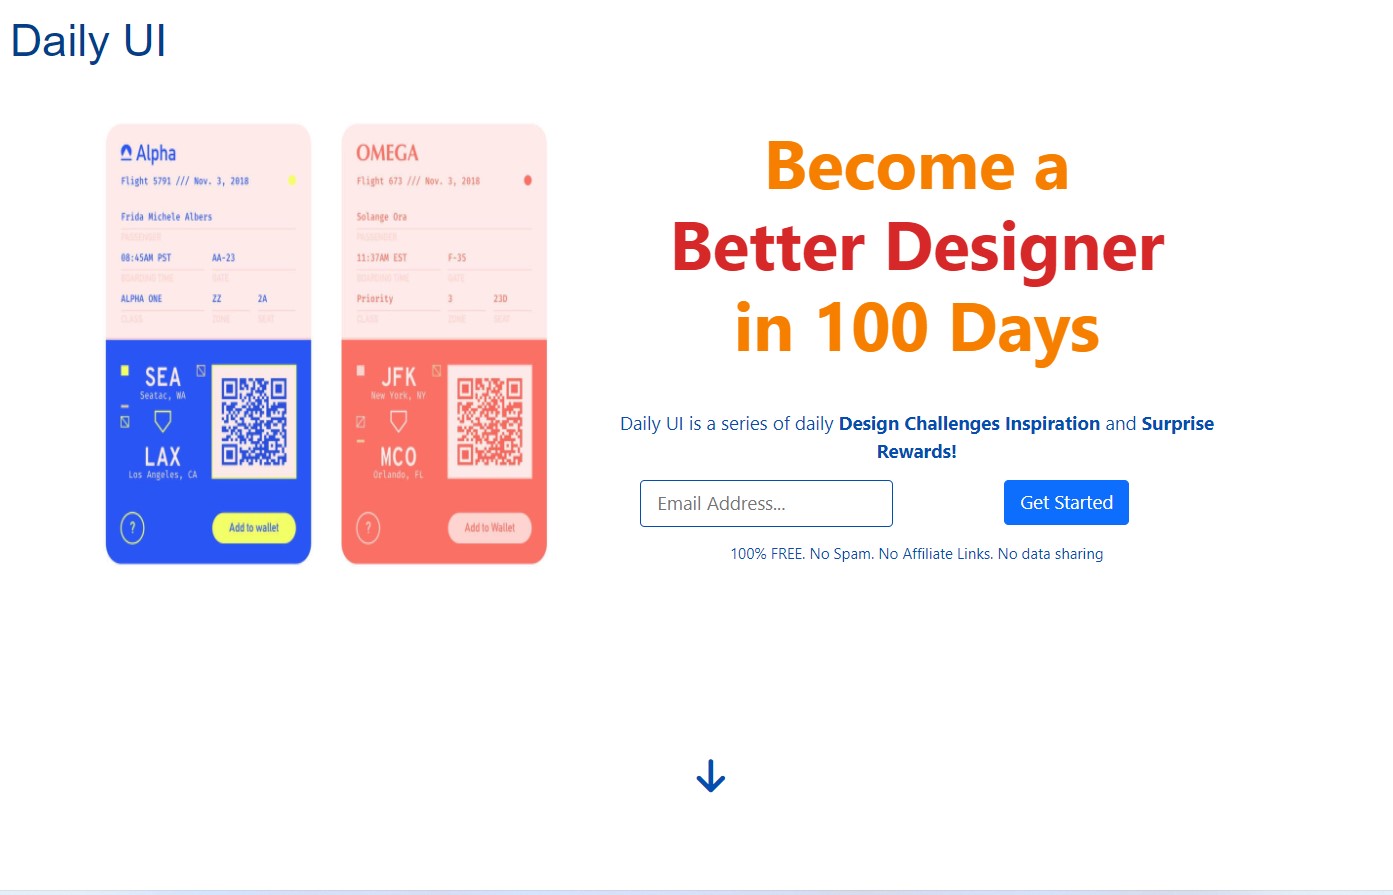 Daily UI
Alpha
Flight 5791 /// Nov. 3, 2018
Frida Michele Albers
PASSENGER
08:45AM PST AA-23
BOARDING TIME GATE
ALPHA ONE ZZ 2A
CLASS ZONE SEAT
SEA
Seatac, WA
LAX
Los Angeles, CA
?
Add to wallet
OMEGA
Flight 673 /// Nov. 3, 2018
Solange Ora
PASSENGER
11:37AM EST F-35
BOARDING TIME GATE
Priority 3 23D
CLASS ZONE SEAT
JFK
New York, NY
MCO
Orlando, FL
?
Add to Wallet
Become a
Better Designer
in 100 Days
Daily UI is a series of daily Design Challenges Inspiration and Surprise
Rewards!
Email Address...
Get Started
100% FREE. No Spam. No Affiliate Links. No data sharing